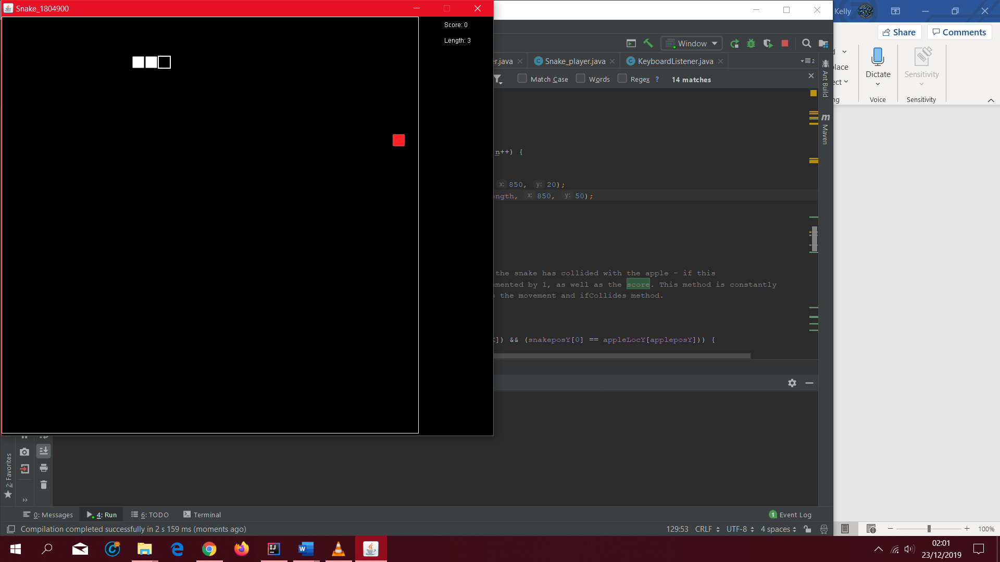 Snake_1804900
Score: 0
Length: 3
Kelly
Share
Comments
Window
er.java
Snake_player.java
KeyboardListener.java
2
Match Case
Words
Regex
?
14 matches
Ant Build
m Maven
n++) {
x: 850, y: 20);
ngth, x: 850, y: 50);
the snake has collided with the apple - if this
emented by 1, as well as the score. This method is constantly
s the movement and ifCollides method.
]) && (snakeposY[0] == appleLocY[appleposY])) {
lace
ect
ng
Dictate
Voice
Sensitivity
Sensitivity
2: Favorites
0: Messages
4: Run
6: TODO
Terminal
1 Event Log
Compilation completed successfully in 2 s 159 ms (moments ago)
129:53 CRLF UTF-8 4 spaces
100%
02:01
23/12/2019